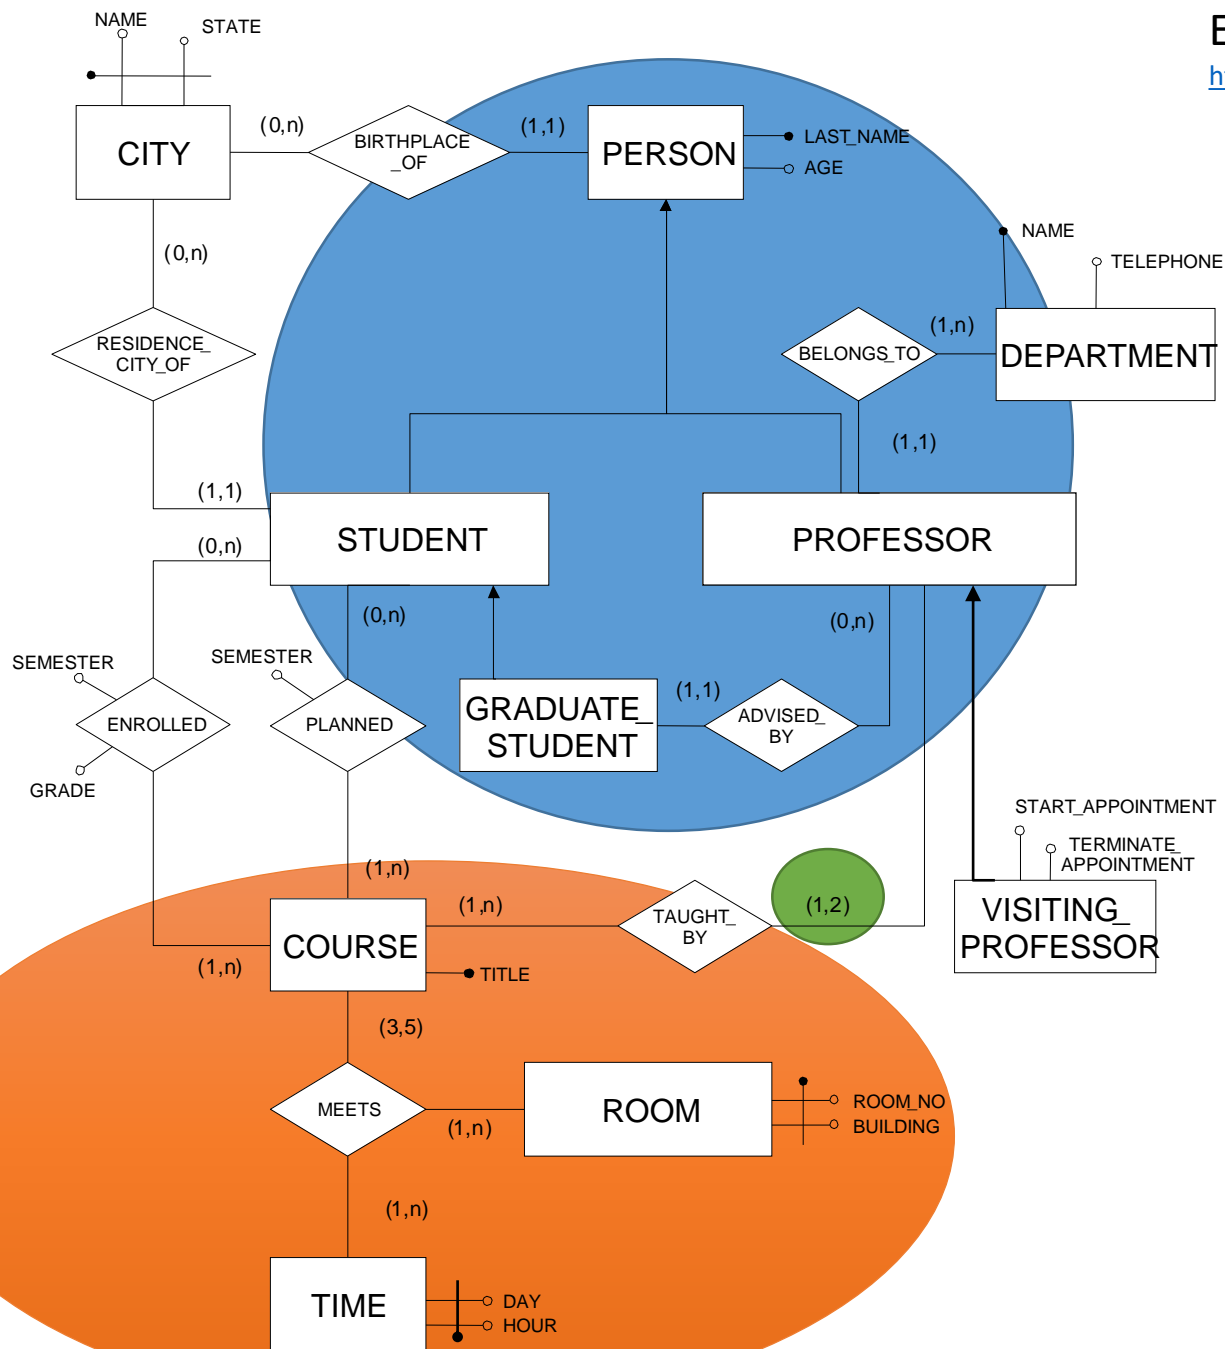 NAME
STATE
E
h
CITY
(0,n)
BIRTHPLACE
_OF
(1,1)
PERSON
LAST_NAME
AGE
(0,n)
NAME
TELEPHONE
RESIDENCE_
CITY_OF
BELONGS_TO
(1,n)
DEPARTMENT
(1,1)
(1,1)
STUDENT
PROFESSOR
(0,n)
(0,n)
(0,n)
SEMESTER
ENROLLED
GRADE
SEMESTER
PLANNED
GRADUATE_
STUDENT
(1,1)
ADVISED_
BY
START_APPOINTMENT
TERMINATE_
APPOINTMENT
VISITING_
PROFESSOR
(1,n)
(1,n)
TAUGHT_
BY
(1,2)
COURSE
(1,n)
TITLE
(3,5)
MEETS
(1,n)
ROOM
ROOM_NO
BUILDING
(1,n)
TIME
DAY
HOUR